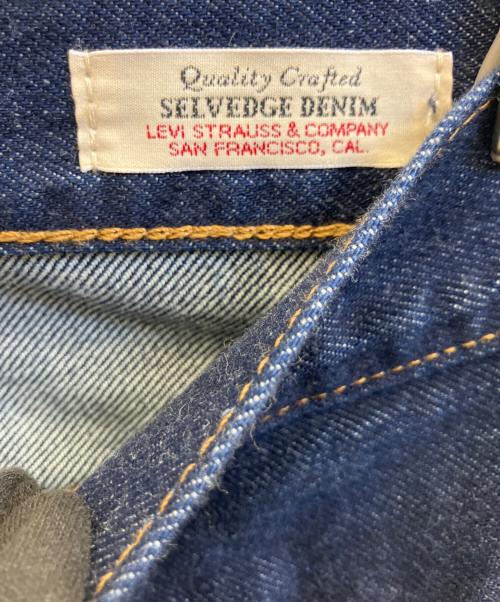 Quality Crafted
SELVEDGE DENIM
LEVI STRAUSS & COMPANY
SAN FRANCISCO, CAL.